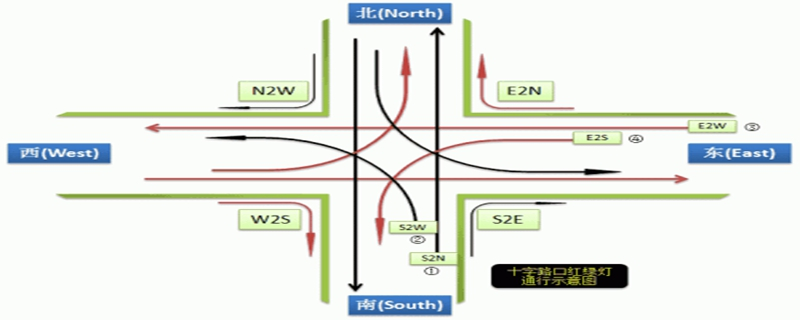 北(North)
N2W
E2N
E2W ③
E2S ④
西(West)
东(East)
W2S
S2W
②
S2E
S2N
①
十字路口红绿灯
通行示意图
南(South)